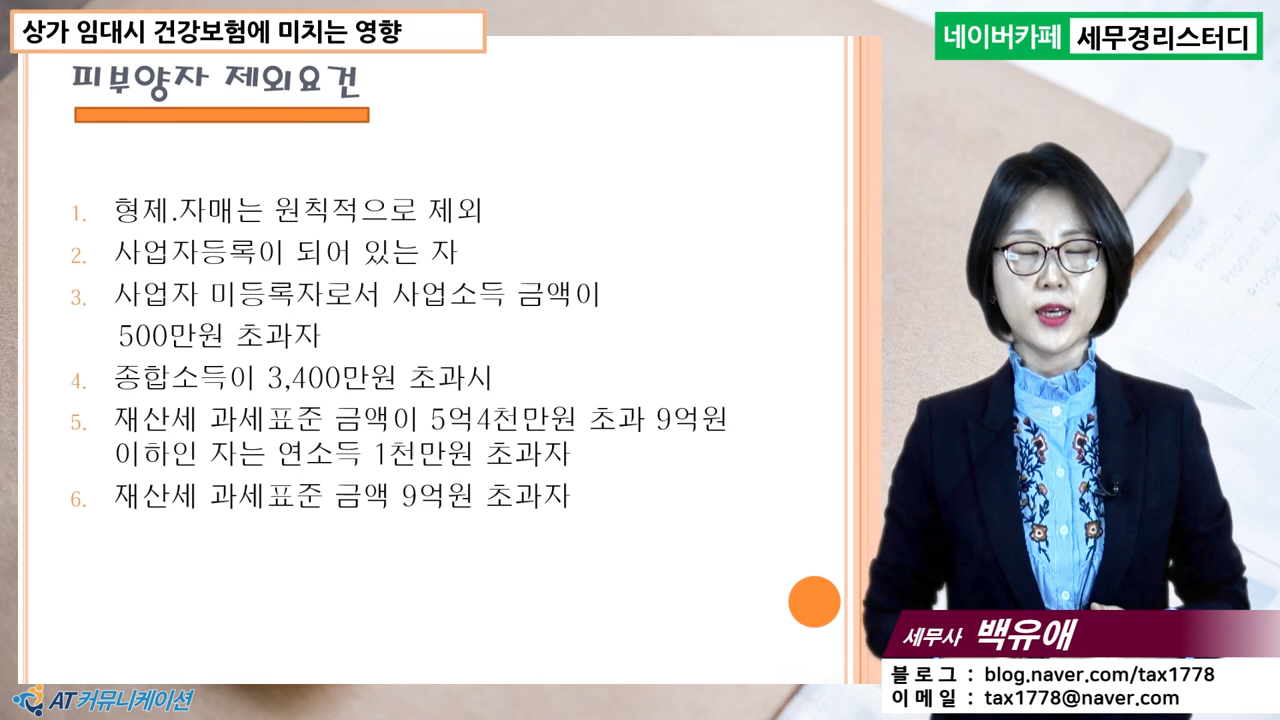 상가 임대시 건강보험에 미치는 영향
네이버카페 세무경리스터디
피부양자 제외요건
1. 형제.자매는 원칙적으로 제외
2. 사업자등록이 되어 있는 자
3. 사업자 미등록자로서 사업소득 금액이
500만원 초과자
4. 종합소득이 3,400만원 초과시
5. 재산세 과세표준 금액이 5억4천만원 초과 9억원
이하인 자는 연소득 1천만원 초과자
6. 재산세 과세표준 금액 9억원 초과자
세무사 백유애
블로그 : blog.naver.com/tax1778
이메일 : tax1778@naver.com
AT커뮤니케이션